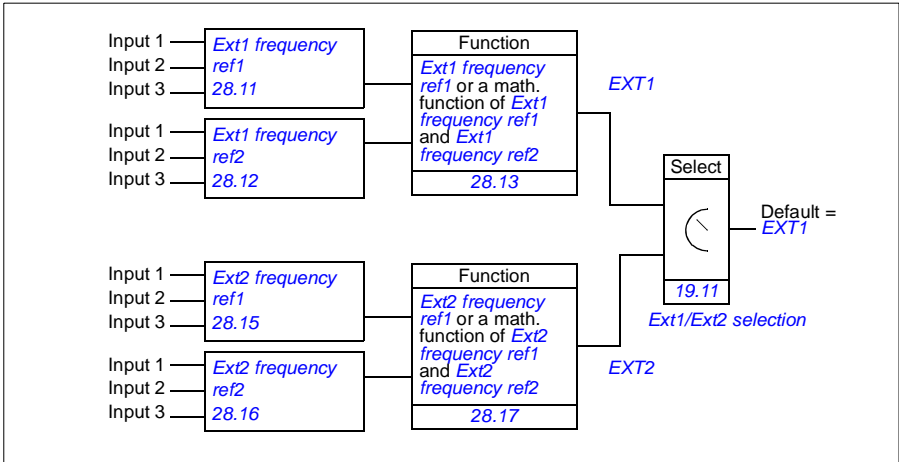 Input 1
Input 2
Input 3
Ext1 frequency
ref1
28.11
Input 1
Input 2
Input 3
Ext1 frequency
ref2
28.12
Function
Ext1 frequency
ref1 or a math.
function of Ext1
frequency ref1
and Ext1
frequency ref2
28.13
EXT1
Input 1
Input 2
Input 3
Ext2 frequency
ref1
28.15
Input 1
Input 2
Input 3
Ext2 frequency
ref2
28.16
Function
Ext2 frequency
ref1 or a math.
function of Ext2
frequency ref1
and Ext2
frequency ref2
28.17
EXT2
Select
19.11
Ext1/Ext2 selection
Default =
EXT1